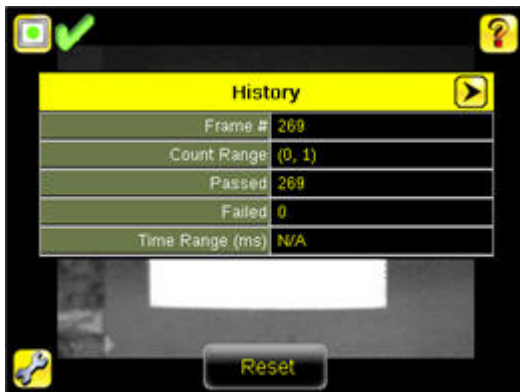 ?
History
Frame # 269
Count Range (0, 1)
Passed 269
Failed 0
Time Range (ms) N/A
Reset